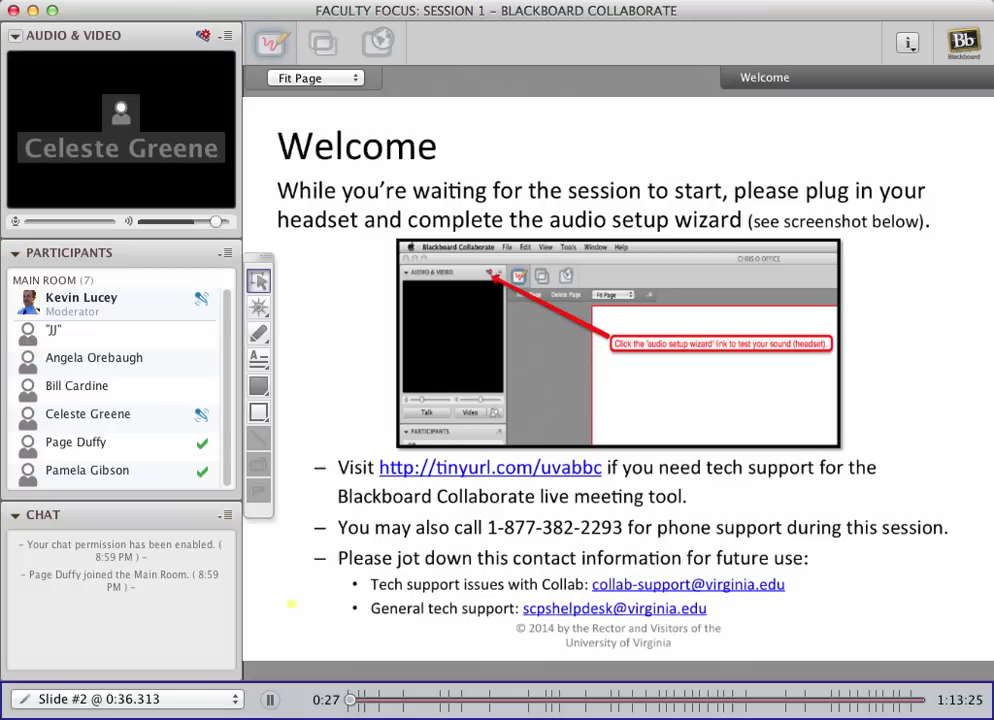 FACULTY FOCUS: SESSION 1 – BLACKBOARD COLLABORATE
AUDIO & VIDEO
Celeste Greene
PARTICIPANTS
MAIN ROOM (7)
Kevin Lucey
Moderator
"JJ"
Angela Orebaugh
Bill Cardine
Celeste Greene
Page Duffy
Pamela Gibson
CHAT
– Your chat permission has been enabled. (
8:59 PM ) –
– Page Duffy joined the Main Room. ( 8:59
PM ) –
Bb
Blackboard
Fit Page
Welcome
Welcome
While you're waiting for the session to start, please plug in your
headset and complete the audio setup wizard (see screenshot below).
Blackboard Collaborate File Edit View Tools Window Help
CHRIS O OFFICE
AUDIO & VIDEO
Delete Page
Fit Page
Click the 'audio setup wizard' link to test your sound (headset).
Talk Video
PARTICIPANTS
– Visit http://tinyurl.com/uvabbc if you need tech support for the
Blackboard Collaborate live meeting tool.
– You may also call 1-877-382-2293 for phone support during this session.
– Please jot down this contact information for future use:
• Tech support issues with Collab: collab-support@virginia.edu
• General tech support: scpshelpdesk@virginia.edu
© 2014 by the Rector and Visitors of the
University of Virginia
Slide #2 @ 0:36.313
0:27
1:13:25